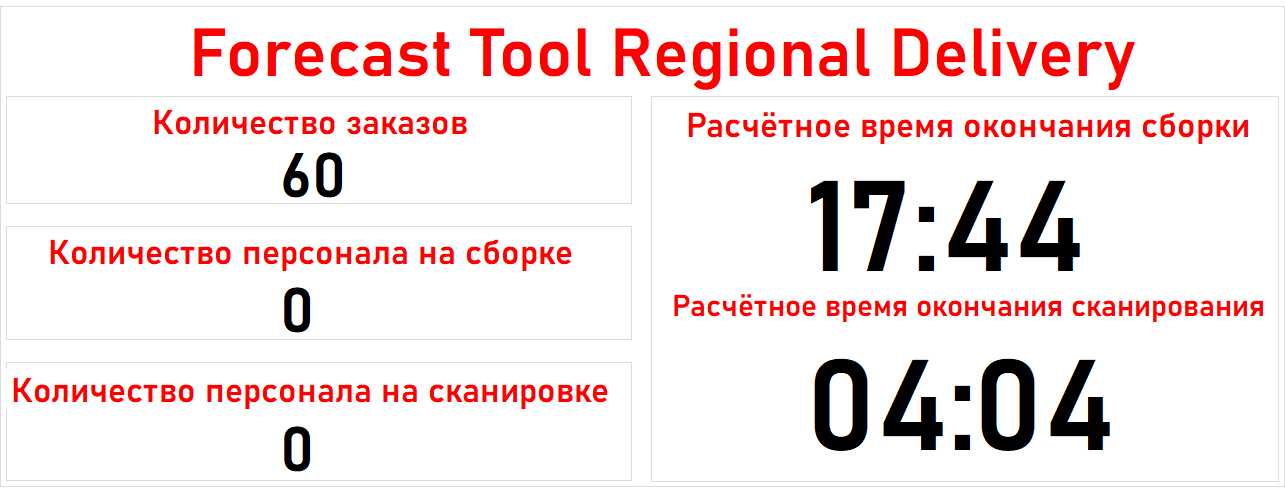 Forecast Tool Regional Delivery
Количество заказов
60
Количество персонала на сборке
0
Количество персонала на сканировке
0
Расчётное время окончания сборки
17:44
Расчётное время окончания сканирования
04:04